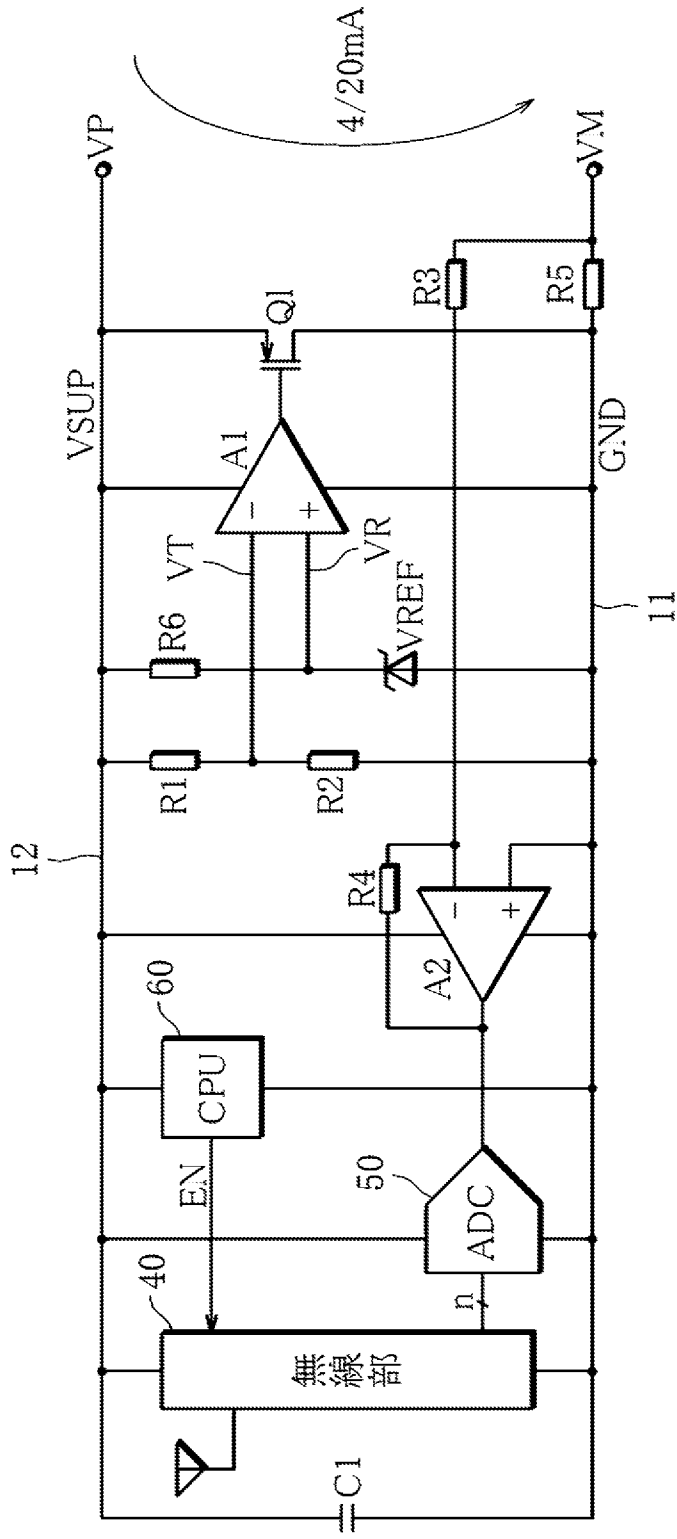 12
VSUP
VP
4/20mA
R1
R6
VT
A1
−
+
VR
Q1
60
CPU
EN
40
無線部
n
50
ADC
A2
R4
−
+
R2
VREF
R3
R5
C1
GND
VM
11